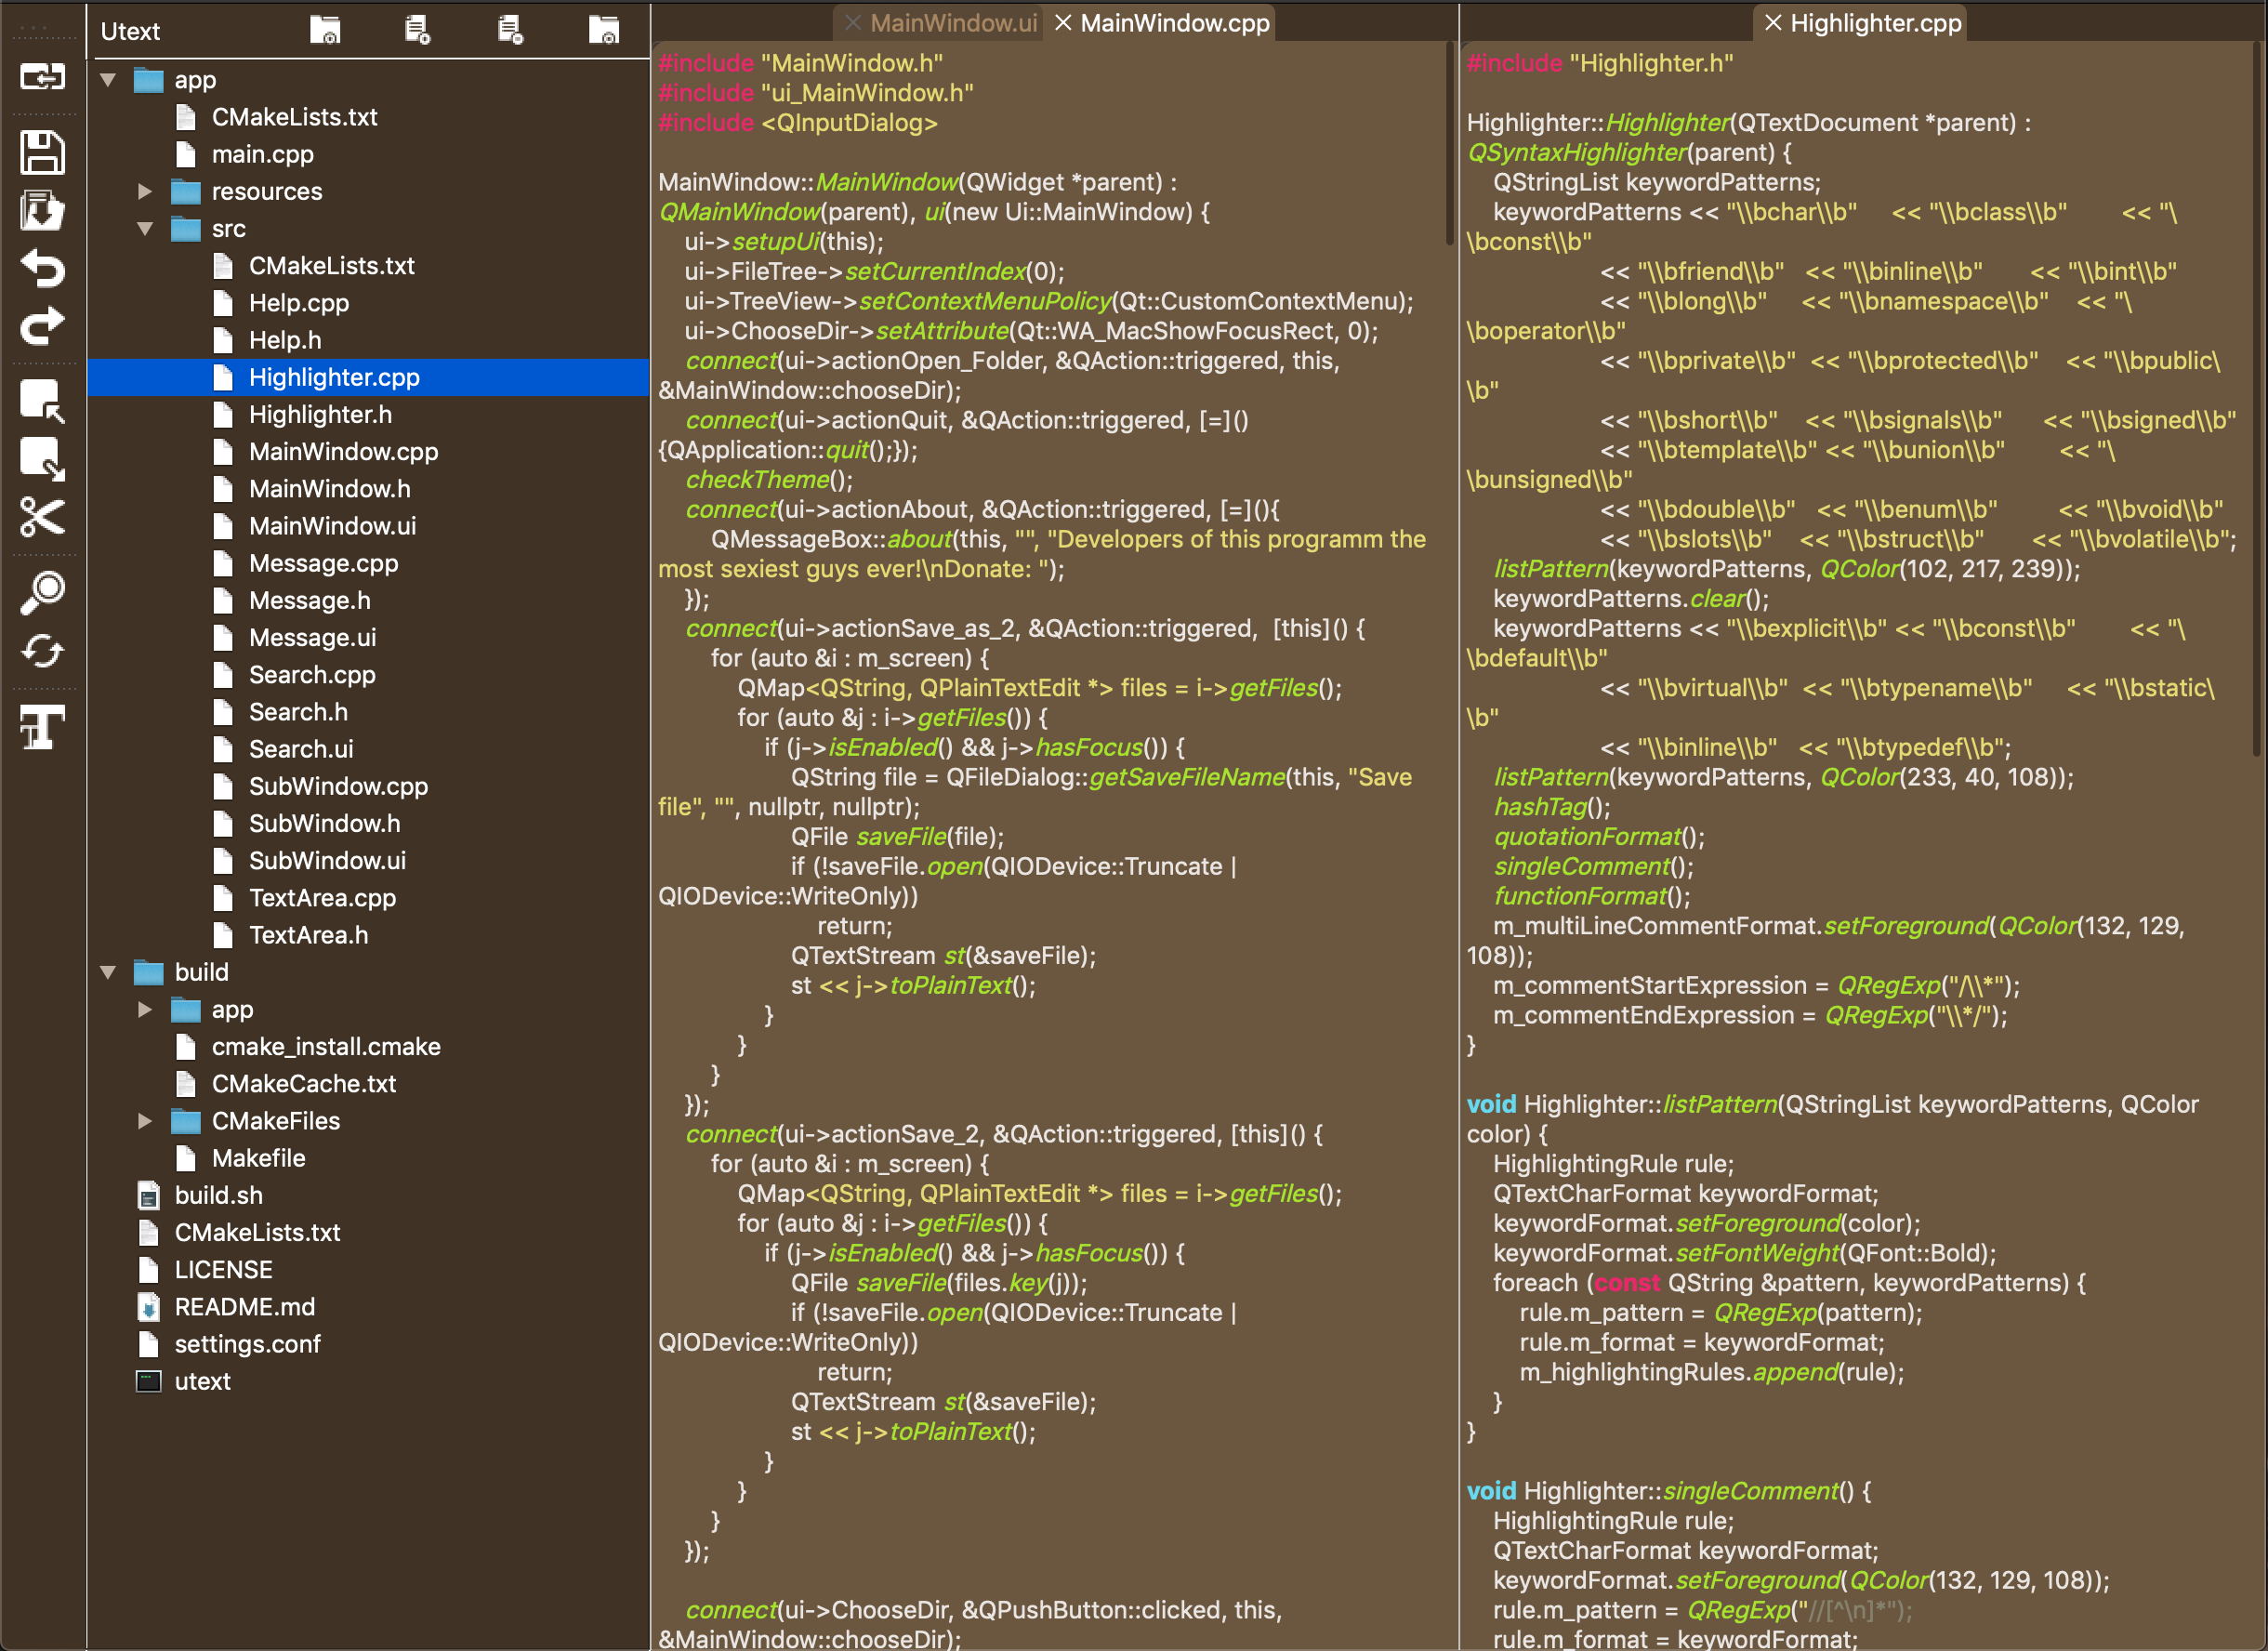 Utext
app
CMakeLists.txt
main.cpp
resources
src
CMakeLists.txt
Help.cpp
Help.h
Highlighter.cpp
Highlighter.h
MainWindow.cpp
MainWindow.h
MainWindow.ui
Message.cpp
Message.h
Message.ui
Search.cpp
Search.h
Search.ui
SubWindow.cpp
SubWindow.h
SubWindow.ui
TextArea.cpp
TextArea.h
build
app
cmake_install.cmake
CMakeCache.txt
CMakeFiles
Makefile
build.sh
CMakeLists.txt
LICENSE
README.md
settings.conf
utext
MainWindow.ui
MainWindow.cpp
#include "MainWindow.h"
#include "ui_MainWindow.h"
#include <QInputDialog>
MainWindow::MainWindow(QWidget *parent) :
QMainWindow(parent), ui(new Ui::MainWindow) {
ui->setupUi(this);
ui->FileTree->setCurrentIndex(0);
ui->TreeView->setContextMenuPolicy(Qt::CustomContextMenu);
ui->ChooseDir->setAttribute(Qt::WA_MacShowFocusRect, 0);
connect(ui->actionOpen_Folder, &QAction::triggered, this,
&MainWindow::chooseDir);
connect(ui->actionQuit, &QAction::triggered, [=]()
{QApplication::quit();});
checkTheme();
connect(ui->actionAbout, &QAction::triggered, [=](){
QMessageBox::about(this, "", "Developers of this programm the
most sexiest guys ever!\nDonate: ");
});
connect(ui->actionSave_as_2, &QAction::triggered,  [this]() {
for (auto &i : m_screen) {
QMap<QString, QPlainTextEdit *> files = i->getFiles();
for (auto &j : i->getFiles()) {
if (j->isEnabled() && j->hasFocus()) {
QString file = QFileDialog::getSaveFileName(this, "Save
file", "", nullptr, nullptr);
QFile saveFile(file);
if (!saveFile.open(QIODevice::Truncate |
QIODevice::WriteOnly))
return;
QTextStream st(&saveFile);
st << j->toPlainText();
}
}
}
});
connect(ui->actionSave_2, &QAction::triggered, [this]() {
for (auto &i : m_screen) {
QMap<QString, QPlainTextEdit *> files = i->getFiles();
for (auto &j : i->getFiles()) {
if (j->isEnabled() && j->hasFocus()) {
QFile saveFile(files.key(j));
if (!saveFile.open(QIODevice::Truncate |
QIODevice::WriteOnly))
return;
QTextStream st(&saveFile);
st << j->toPlainText();
}
}
}
});
connect(ui->ChooseDir, &QPushButton::clicked, this,
&MainWindow::chooseDir);
Highlighter.cpp
#include "Highlighter.h"
Highlighter::Highlighter(QTextDocument *parent) :
QSyntaxHighlighter(parent) {
QStringList keywordPatterns;
keywordPatterns << "\\bchar\\b" << "\\bclass\\b" << "\
\bconst\\b"
<< "\\bfriend\\b" << "\\binline\\b" << "\\bint\\b"
<< "\\blong\\b" << "\\bnamespace\\b" << "\
\boperator\\b"
<< "\\bprivate\\b" << "\\bprotected\\b" << "\\bpublic\
\b"
<< "\\bshort\\b" << "\\bsignals\\b" << "\\bsigned\\b"
<< "\\btemplate\\b" << "\\bunion\\b" << "\
\bunsigned\\b"
<< "\\bdouble\\b" << "\\benum\\b" << "\\bvoid\\b"
<< "\\bslots\\b" << "\\bstruct\\b" << "\\bvolatile\\b";
listPattern(keywordPatterns, QColor(102, 217, 239));
keywordPatterns.clear();
keywordPatterns << "\\bexplicit\\b" << "\\bconst\\b" << "\
\bdefault\\b"
<< "\\bvirtual\\b" << "\\btypename\\b" << "\\bstatic\
\b"
<< "\\binline\\b" << "\\btypedef\\b";
listPattern(keywordPatterns, QColor(233, 40, 108));
hashTag();
quotationFormat();
singleComment();
functionFormat();
m_multiLineCommentFormat.setForeground(QColor(132, 129,
108));
m_commentStartExpression = QRegExp("/\\*");
m_commentEndExpression = QRegExp("\\*/");
}
void Highlighter::listPattern(QStringList keywordPatterns, QColor
color) {
HighlightingRule rule;
QTextCharFormat keywordFormat;
keywordFormat.setForeground(color);
keywordFormat.setFontWeight(QFont::Bold);
foreach (const QString &pattern, keywordPatterns) {
rule.m_pattern = QRegExp(pattern);
rule.m_format = keywordFormat;
m_highlightingRules.append(rule);
}
}
void Highlighter::singleComment() {
HighlightingRule rule;
QTextCharFormat keywordFormat;
keywordFormat.setForeground(QColor(132, 129, 108));
rule.m_pattern = QRegExp("//[^\n]*");
rule.m_format = keywordFormat;